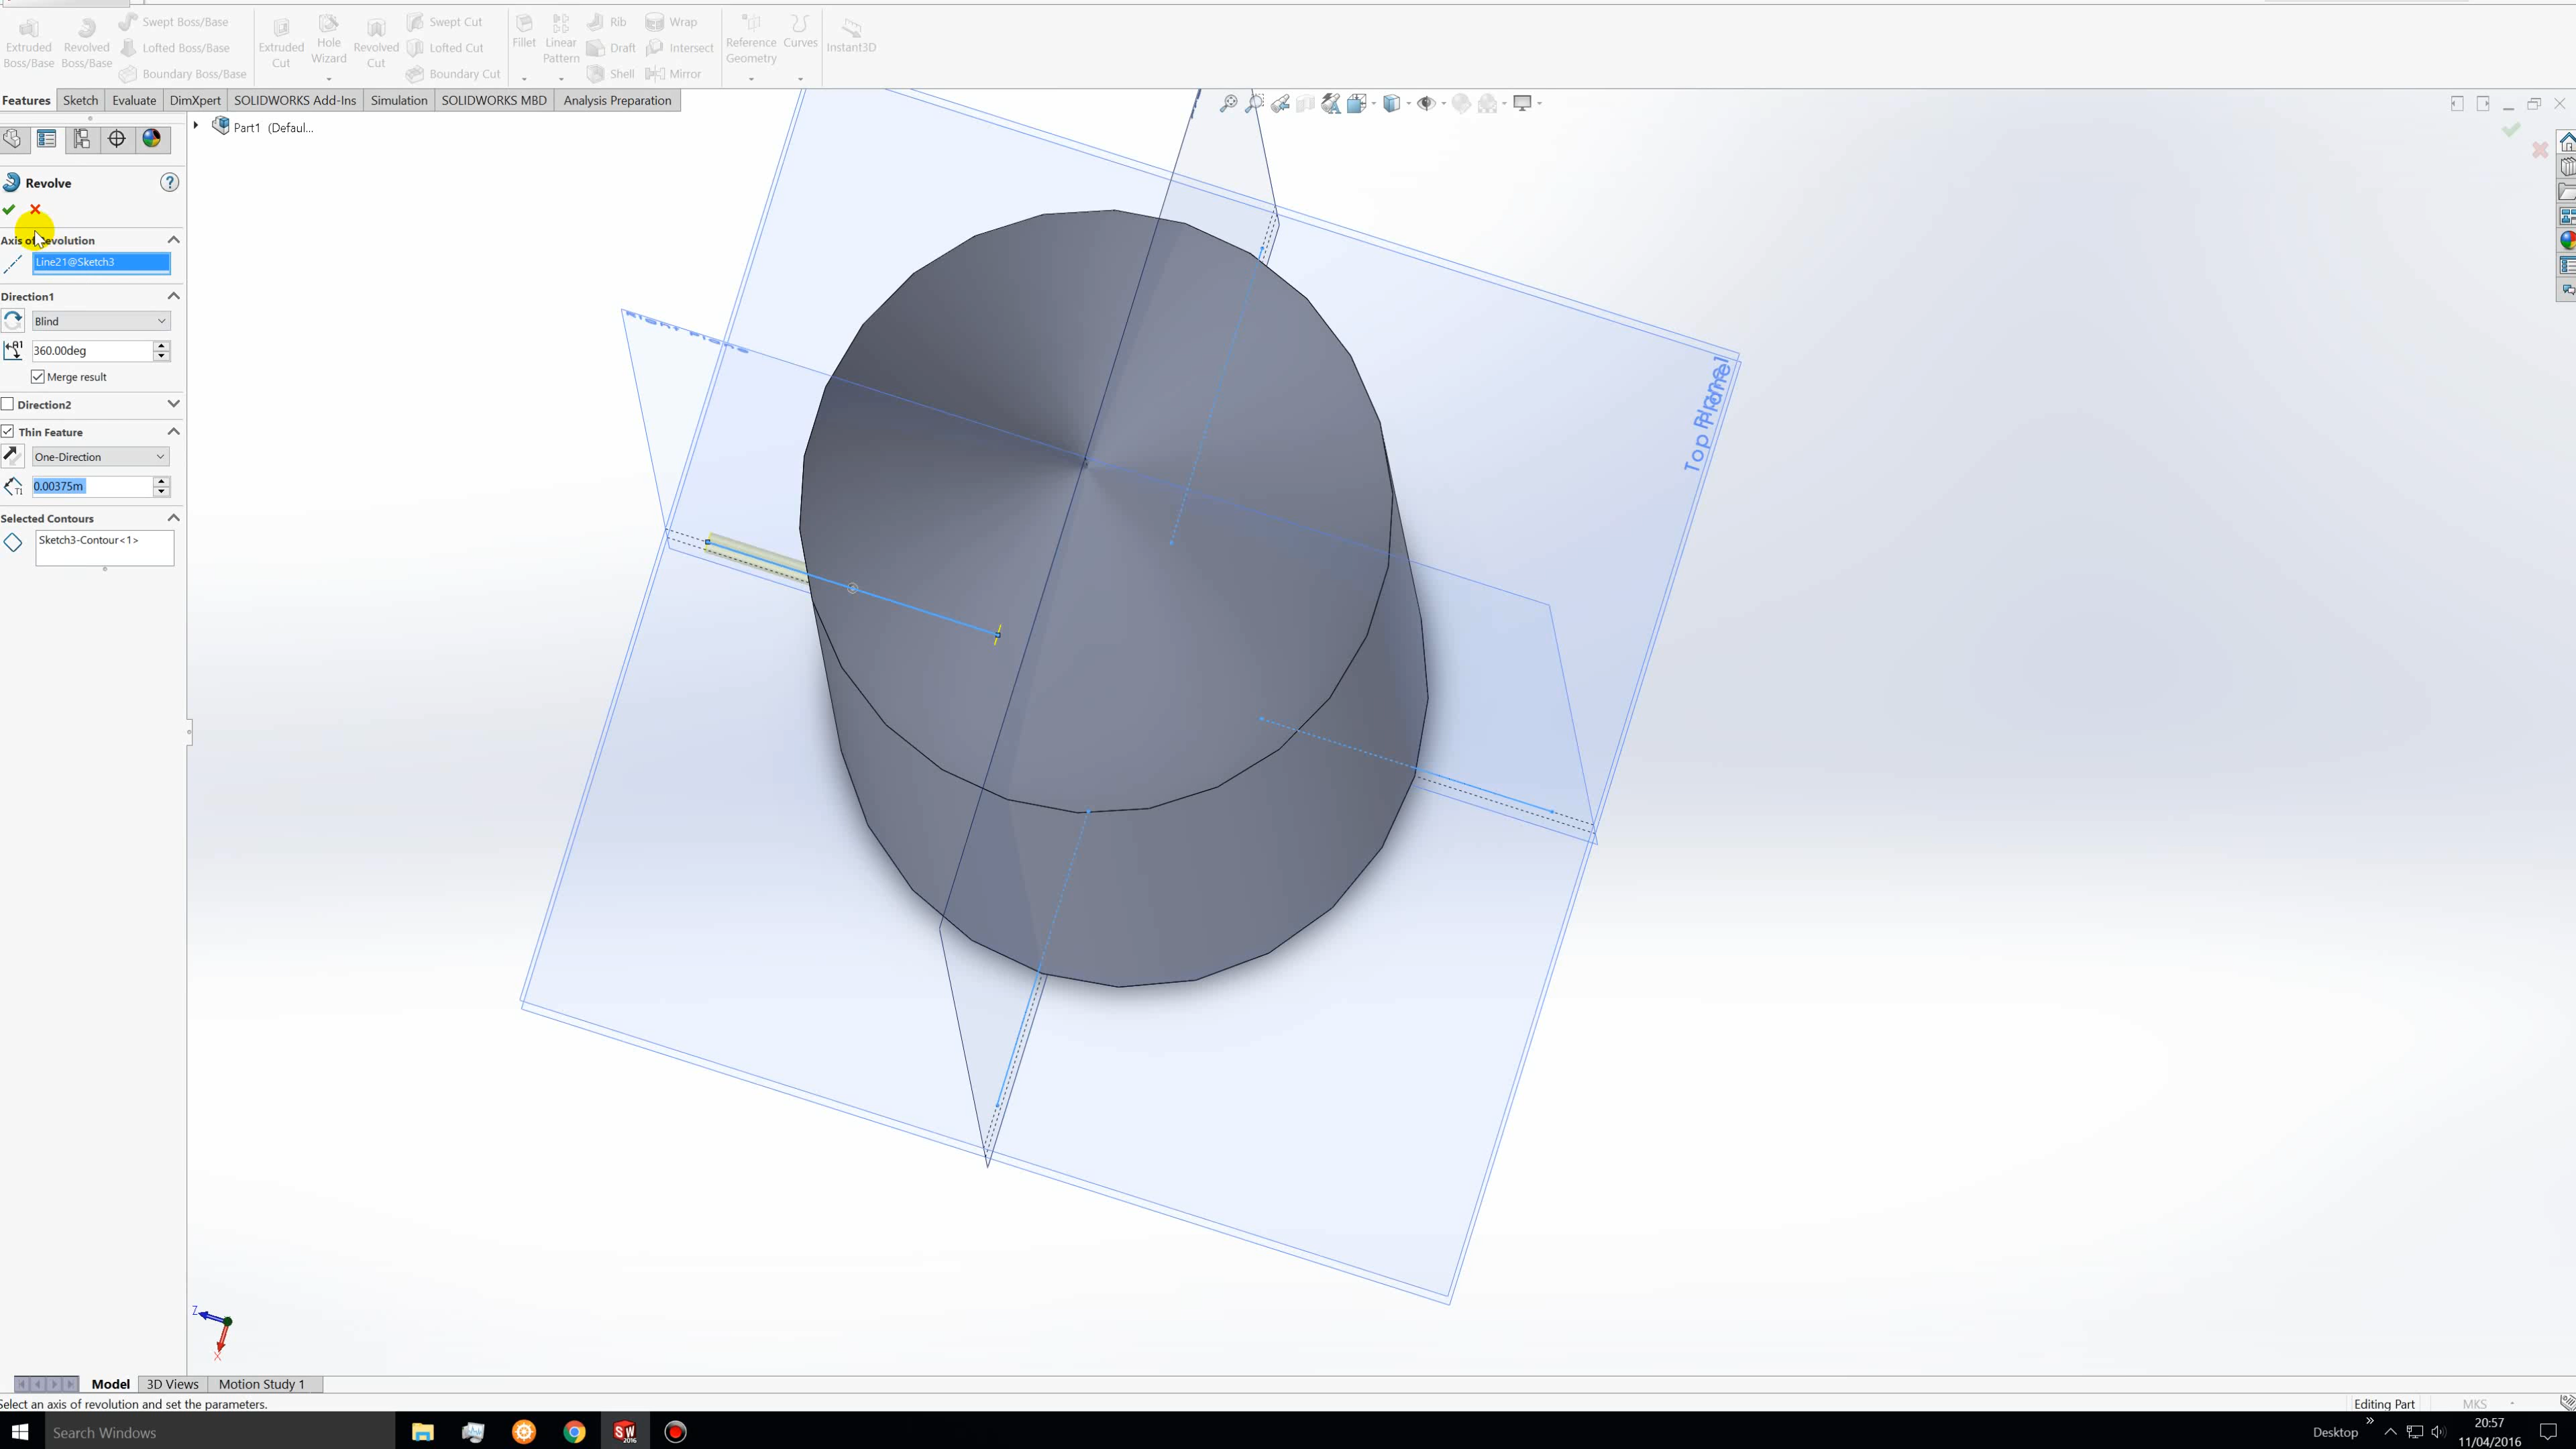 Extruded Boss/Base
Revolved Boss/Base
Swept Boss/Base
Lofted Boss/Base
Boundary Boss/Base
Extruded Cut
Hole Wizard
Revolved Cut
Swept Cut
Lofted Cut
Boundary Cut
Fillet
Linear Pattern
Rib
Draft
Shell
Wrap
Intersect
Mirror
Reference Geometry
Curves
Instant3D
Features Sketch Evaluate DimXpert SOLIDWORKS Add-Ins Simulation SOLIDWORKS MBD Analysis Preparation
Part1 (Defaul...
Revolve
Axis of Revolution
Line21@Sketch3
Direction1
Blind
360.00deg
Merge result
Direction2
Thin Feature
One-Direction
0.00375m
Selected Contours
Sketch3-Contour<1>
Top
Z
X
Model 3D Views Motion Study 1
Select an axis of revolution and set the parameters.
Editing Part MKS
Search Windows
SW 2016
Desktop
20:57
11/04/2016